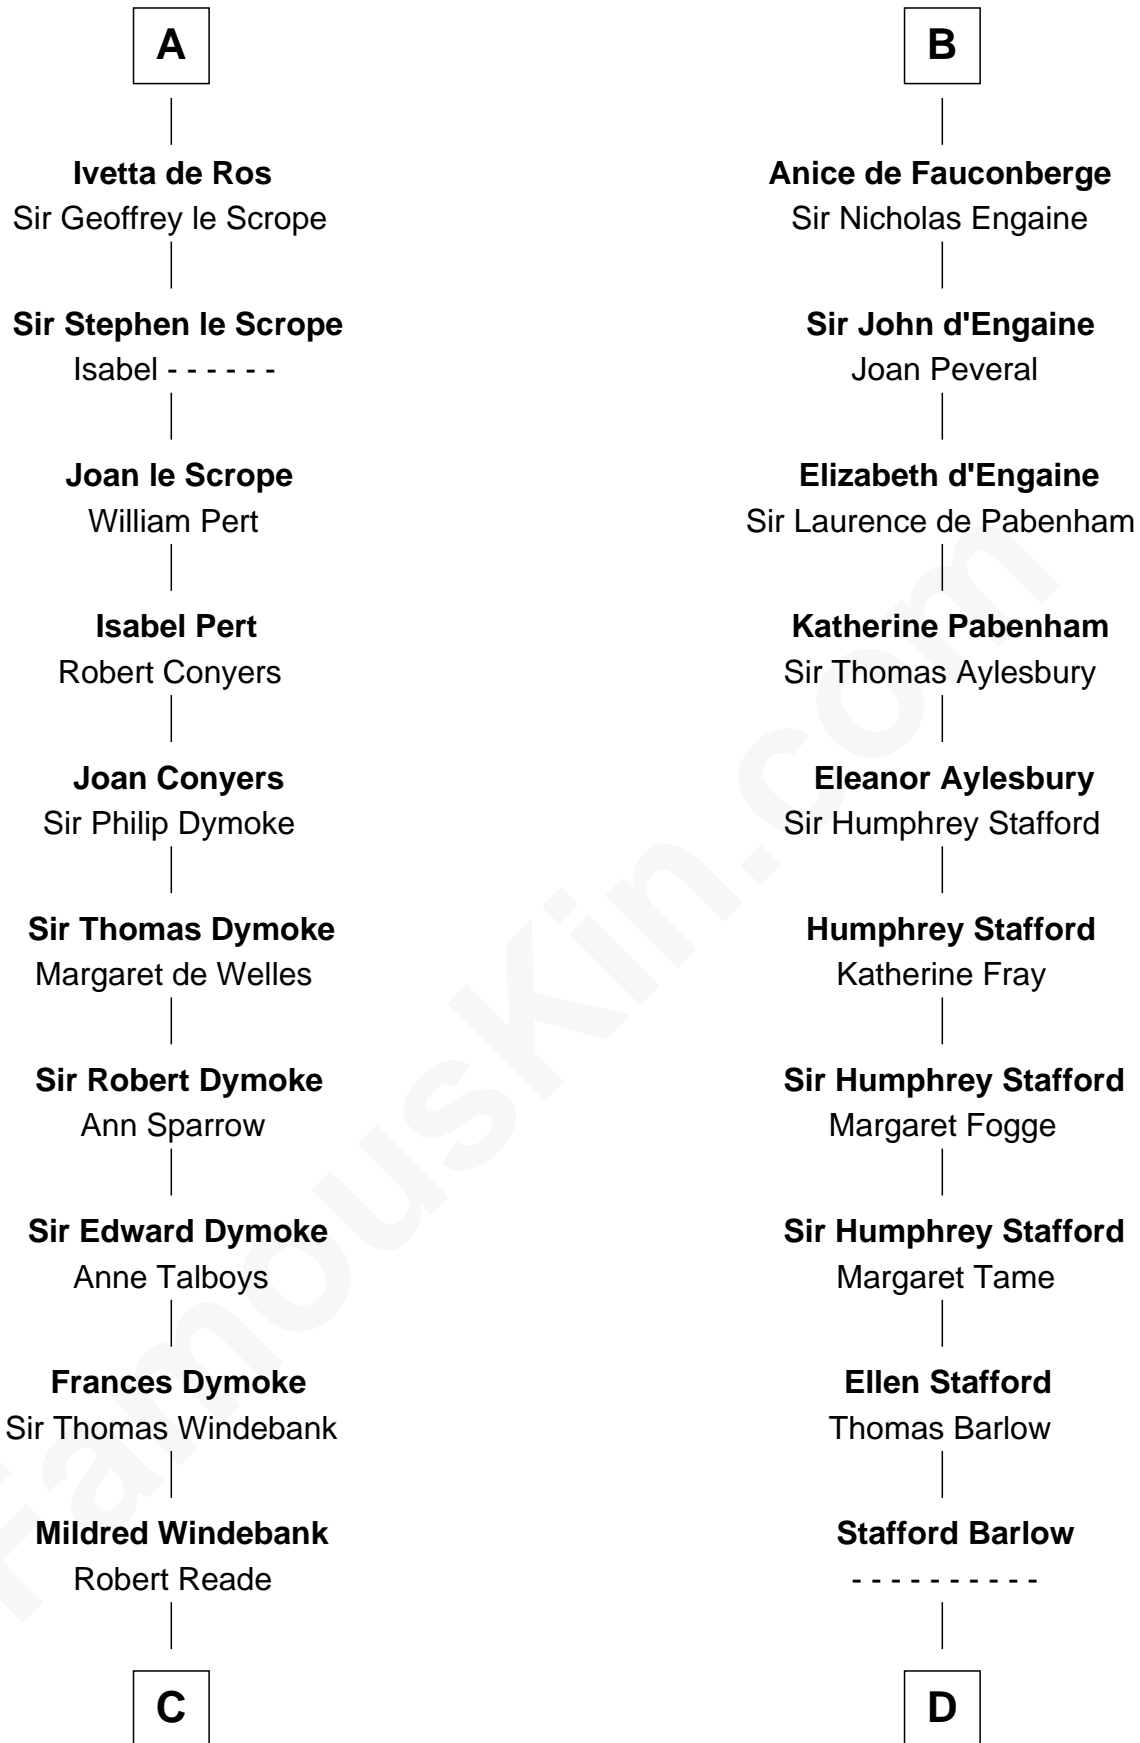 A
Ivetta de Ros
Sir Geoffrey le Scrope
Sir Stephen le Scrope
Isabel - - - - - -
Joan le Scrope
William Pert
Isabel Pert
Robert Conyers
Joan Conyers
Sir Philip Dymoke
Sir Thomas Dymoke
Margaret de Welles
Sir Robert Dymoke
Ann Sparrow
Sir Edward Dymoke
Anne Talboys
Frances Dymoke
Sir Thomas Windebank
Mildred Windebank
Robert Reade
C
B
Anice de Fauconberge
Sir Nicholas Engaine
Sir John d'Engaine
Joan Peveral
Elizabeth d'Engaine
Sir Laurence de Pabenham
Katherine Pabenham
Sir Thomas Aylesbury
Eleanor Aylesbury
Sir Humphrey Stafford
Humphrey Stafford
Katherine Fray
Sir Humphrey Stafford
Margaret Fogge
Sir Humphrey Stafford
Margaret Tame
Ellen Stafford
Thomas Barlow
Stafford Barlow
- - - - - - - - - -
D
FamousKin.com